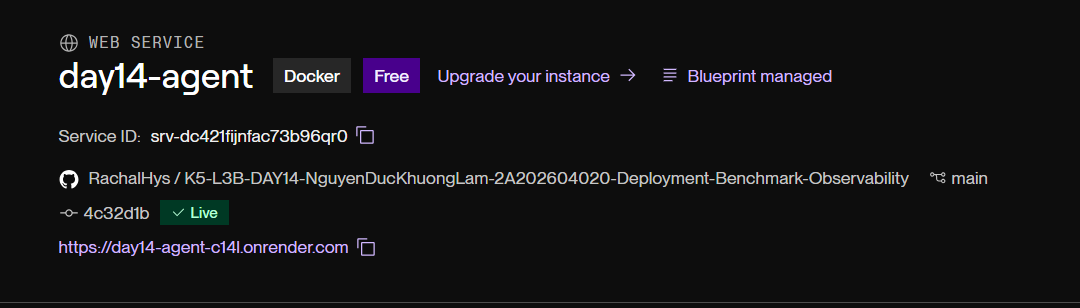 WEB SERVICE
day14-agent Docker Free Upgrade your instance → Blueprint managed
Service ID: srv-dc421fijnfac73b96qr0
RachalHys / K5-L3B-DAY14-NguyenDucKhuongLam-2A202604020-Deployment-Benchmark-Observability main
4c32d1b Live
https://day14-agent-c14l.onrender.com